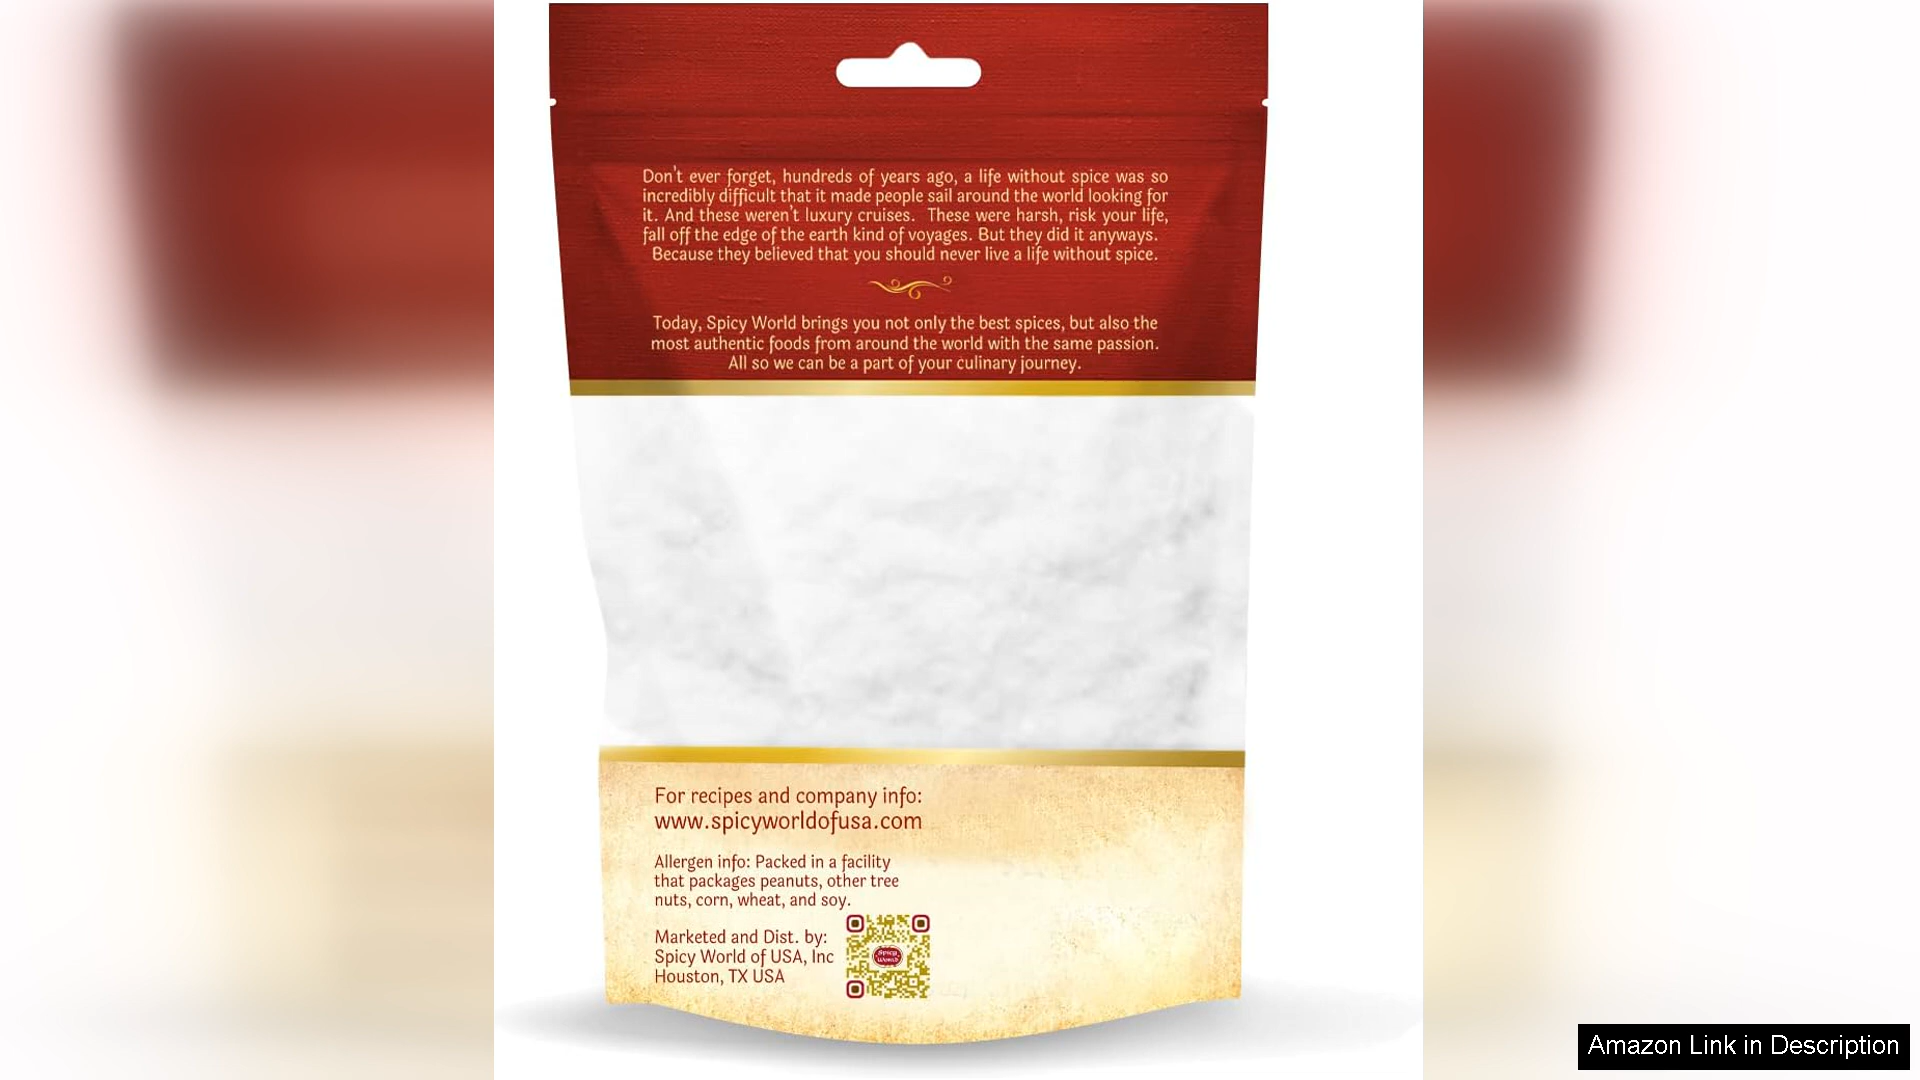 Don't ever forget, hundreds of years ago, a life without spice was so
incredibly difficult that it made people sail around the world looking for
it. And these weren't luxury cruises. These were harsh, risk your life,
fall off the edge of the earth kind of voyages. But they did it anyways.
Because they believed that you should never live a life without spice.
Today, Spicy World brings you not only the best spices, but also the
most authentic foods from around the world with the same passion.
All so we can be a part of your culinary journey.
For recipes and company info:
www.spicyworldofusa.com
Allergen info: Packed in a facility
that packages peanuts, other tree
nuts, corn, wheat, and soy.
Marketed and Dist. by:
Spicy World of USA, Inc
Houston, TX USA
Spicy
World
Amazon Link in Description